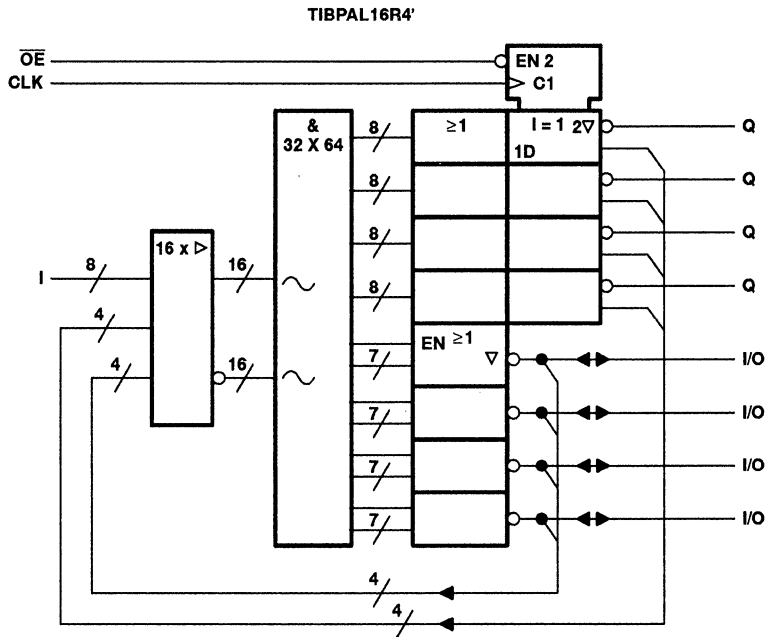 TIBPAL16R4'
OE
CLK
EN 2
C1
&
32 X 64
8
≥1
I = 1 2▽
1D
Q
8
Q
8
Q
8
Q
16 x ▷
I
8
16
4
4
16
EN ≥1
▽
7
I/O
7
I/O
7
I/O
7
I/O
4
4